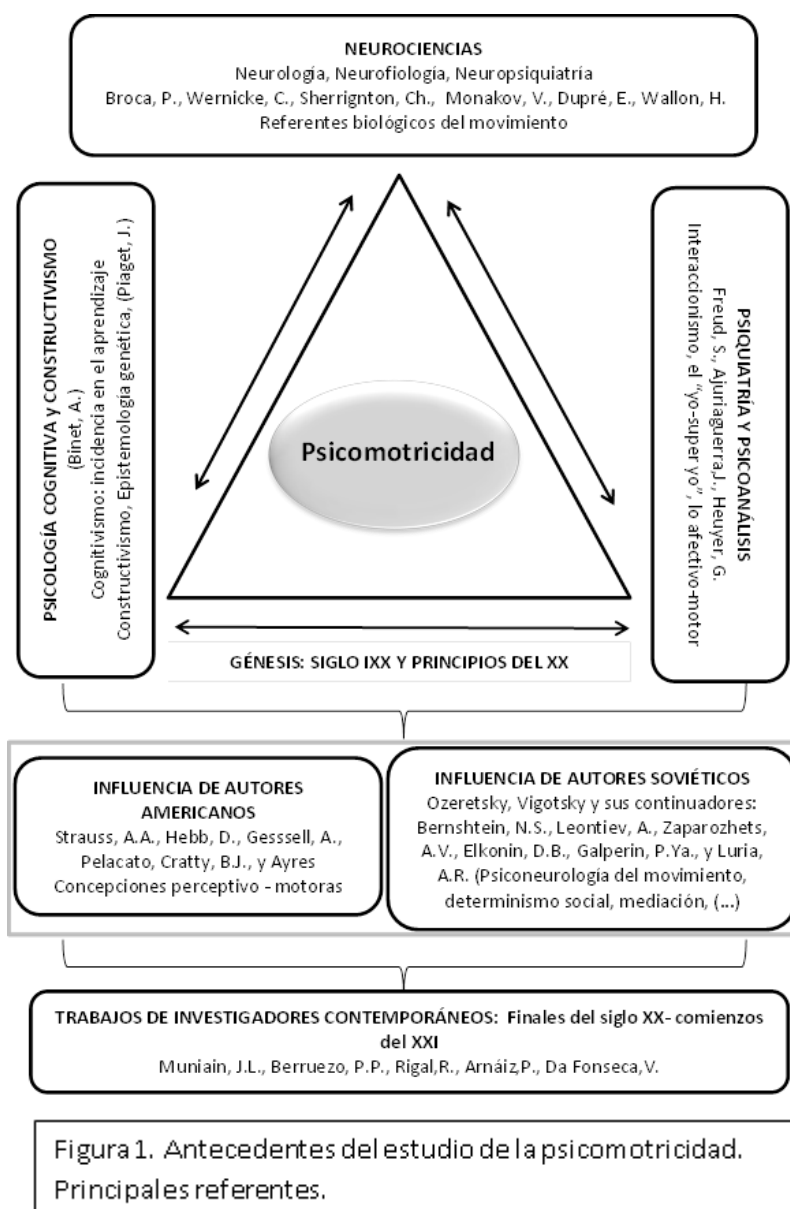 NEUROCIENCIAS
Neurología, Neurofiología, Neuropsiquiatría
Broca, P., Wernicke, C., Sherrignton, Ch., Monakov, V., Dupré, E., Wallon, H.
Referentes biológicos del movimiento
PSICOLOGÍA COGNITIVA y CONSTRUCTIVISMO
(Binet, A.)
Cognitivismo: incidencia en el aprendizaje
Constructivismo, Epistemología genética, (Piaget, J.)
Psicomotricidad
PSIQUIATRÍA Y PSICOANÁLISIS
Freud, S., Ajuriaguerra,J., Heuyer, G.
Interaccionismo, el "yo-super yo", lo afectivo-motor
GÉNESIS: SIGLO IXX Y PRINCIPIOS DEL XX
INFLUENCIA DE AUTORES
AMERICANOS
Strauss, A.A., Hebb, D., Gesssell, A.,
Pelacato, Cratty, B.J., y Ayres
Concepciones perceptivo - motoras
INFLUENCIA DE AUTORES SOVIÉTICOS
Ozeretsky, Vigotsky y sus continuadores:
Bernshtein, N.S., Leontiev, A., Zaparozhets,
A.V., Elkonin, D.B., Galperin, P.Ya., y Luria,
A.R. (Psiconeurología del movimiento,
determinismo social, mediación, (...)
TRABAJOS DE INVESTIGADORES CONTEMPORÁNEOS: Finales del siglo XX- comienzos
del XXI
Muniain, J.L., Berruezo, P.P., Rigal,R., Arnáiz,P., Da Fonseca,V.
Figura 1. Antecedentes del estudio de la psicomotricidad.
Principales referentes.